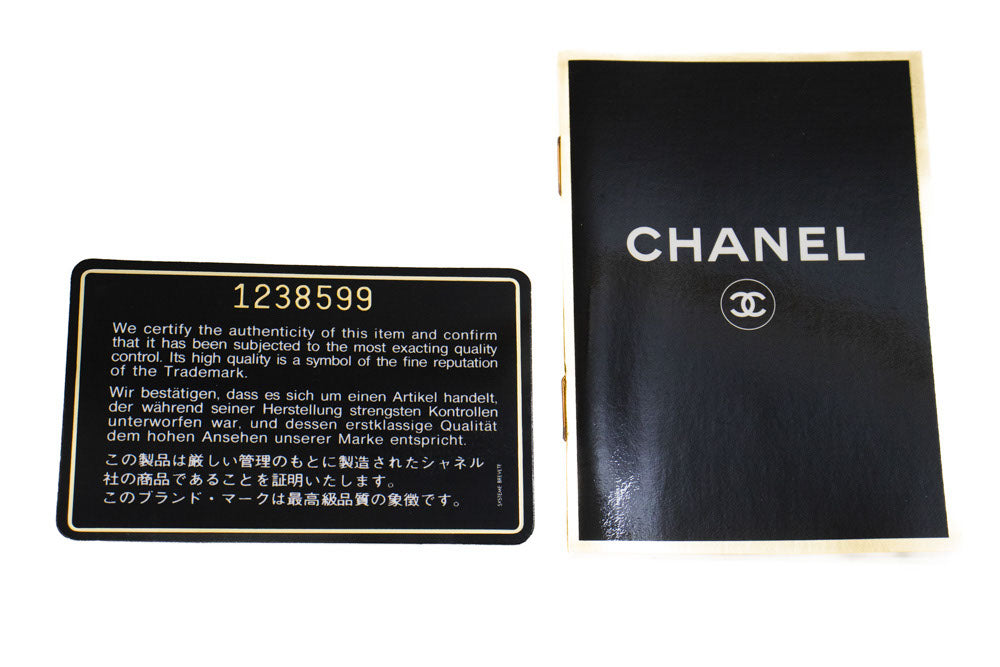 1238599
We certify the authenticity of this item and confirm
that it has been subjected to the most exacting quality
control. Its high quality is a symbol of the fine reputation
of the Trademark.
Wir bestätigen, dass es sich um einen Artikel handelt,
der während seiner Herstellung strengsten Kontrollen
unterworfen war, und dessen erstklassige Qualität
dem hohen Ansehen unserer Marke entspricht.
この製品は厳しい管理のもとに製造されたシャネル
社の商品であることを証明いたします。
このブランド・マークは最高級品質の象徴です。
SYSTEME BREVETE
CHANEL